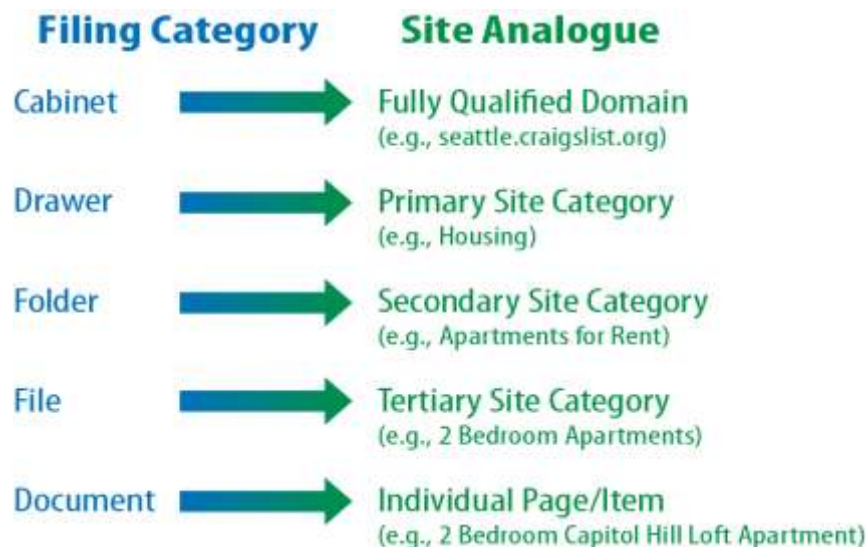 Filing Category Site Analogue
Cabinet Fully Qualified Domain
(e.g., seattle.craigslist.org)
Drawer Primary Site Category
(e.g., Housing)
Folder Secondary Site Category
(e.g., Apartments for Rent)
File Tertiary Site Category
(e.g., 2 Bedroom Apartments)
Document Individual Page/Item
(e.g., 2 Bedroom Capitol Hill Loft Apartment)